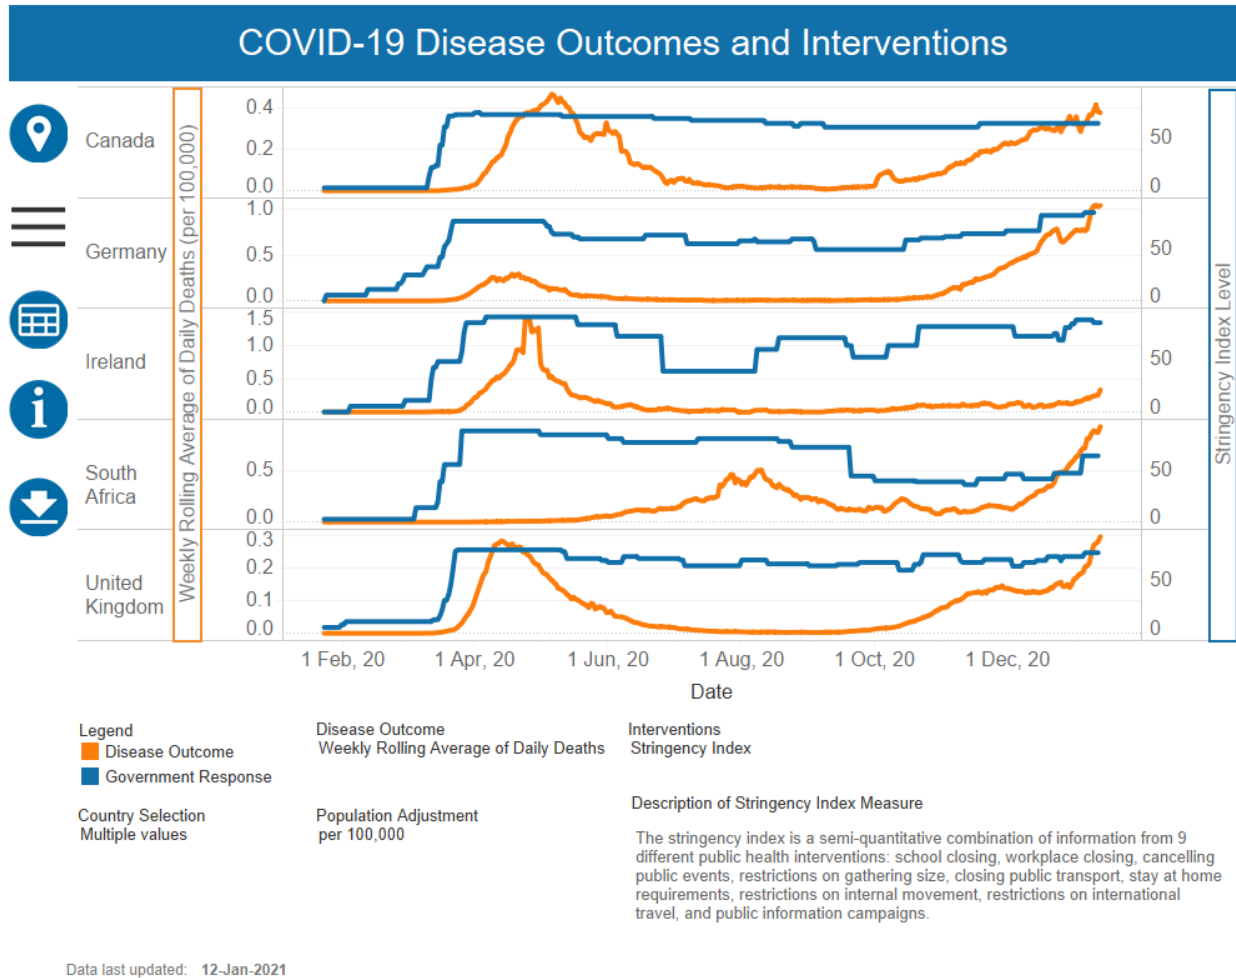 COVID-19 Disease Outcomes and Interventions
Weekly Rolling Average of Daily Deaths (per 100,000)
Stringency Index Level
Canada
0.4
0.2
0.0
50
0
Germany
1.0
0.5
0.0
50
0
Ireland
1.5
1.0
0.5
0.0
50
0
South
Africa
0.5
0.0
50
0
United
Kingdom
0.3
0.2
0.1
0.0
50
0
1 Feb, 20 1 Apr, 20 1 Jun, 20 1 Aug, 20 1 Oct, 20 1 Dec, 20
Date
Legend
Disease Outcome
Government Response
Disease Outcome
Weekly Rolling Average of Daily Deaths
Interventions
Stringency Index
Country Selection
Multiple values
Population Adjustment
per 100,000
Description of Stringency Index Measure
The stringency index is a semi-quantitative combination of information from 9
different public health interventions: school closing, workplace closing, cancelling
public events, restrictions on gathering size, closing public transport, stay at home
requirements, restrictions on internal movement, restrictions on international
travel, and public information campaigns.
Data last updated: 12-Jan-2021